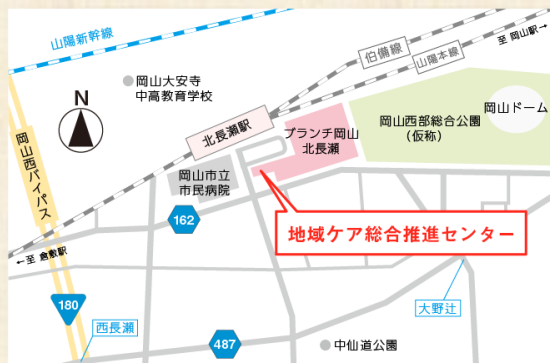 山陽新幹線
至 岡山駅→
伯備線
山陽本線
岡山大安寺
中高教育学校
N
北長瀬駅
ブランチ岡山
北長瀬
岡山西部総合公園
(仮称)
岡山ドーム
岡山西バイパス
岡山市立
市民病院
162
地域ケア総合推進センター
←至 倉敷駅
180
西長瀬
大野辻
487
中仙道公園